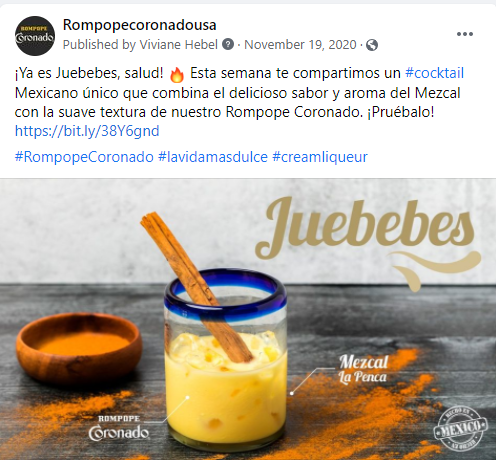 Rompopecoronadousa
Published by Viviane Hebel · November 19, 2020 ·
¡Ya es Juebebes, salud! 🔥 Esta semana te compartimos un #cocktail
Mexicano único que combina el delicioso sabor y aroma del Mezcal
con la suave textura de nuestro Rompope Coronado. ¡Pruébalo!
https://bit.ly/38Y6gnd
#RompopeCoronado #lavidamasdulce #creamliqueur
Juebebes
Mezcal
La Penca
ROMPOPE
Coronado
HECHO EN
MEXICO